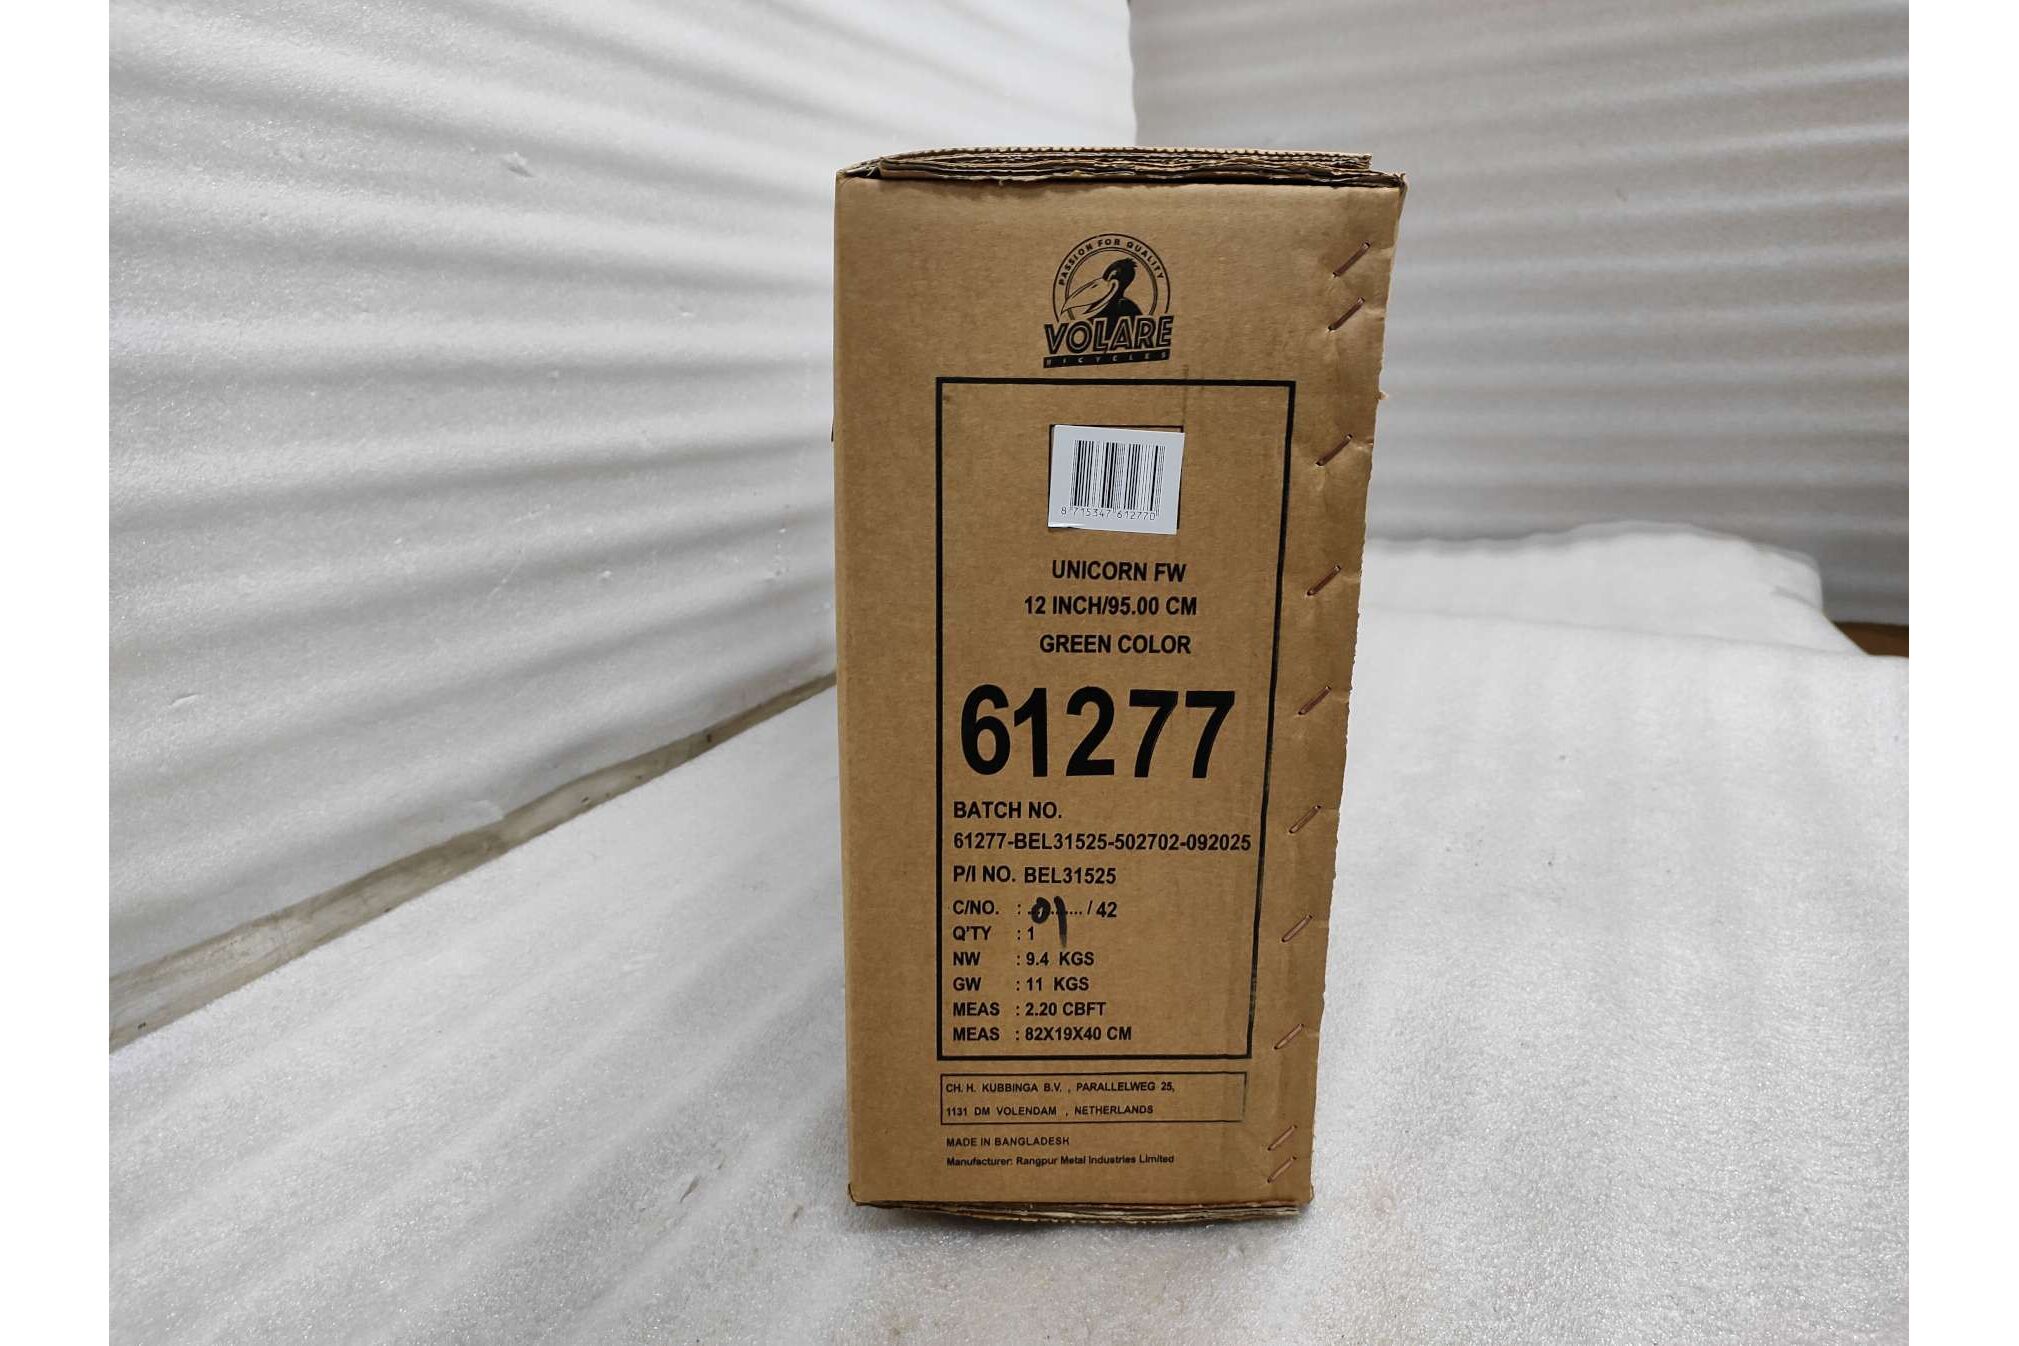 PASSION FOR QUALITY
VOLARE
BICYCLES
8 715347 612770
UNICORN FW
12 INCH/95.00 CM
GREEN COLOR
61277
BATCH NO.
61277-BEL31525-502702-092025
P/I NO. BEL31525
C/NO. : ..01...... / 42
Q'TY : 1
NW : 9.4 KGS
GW : 11 KGS
MEAS : 2.20 CBFT
MEAS : 82X19X40 CM
CH. H. KUBBINGA B.V. , PARALLELWEG 25,
1131 DM VOLENDAM , NETHERLANDS
MADE IN BANGLADESH
Manufacturer: Rangpur Metal Industries Limited